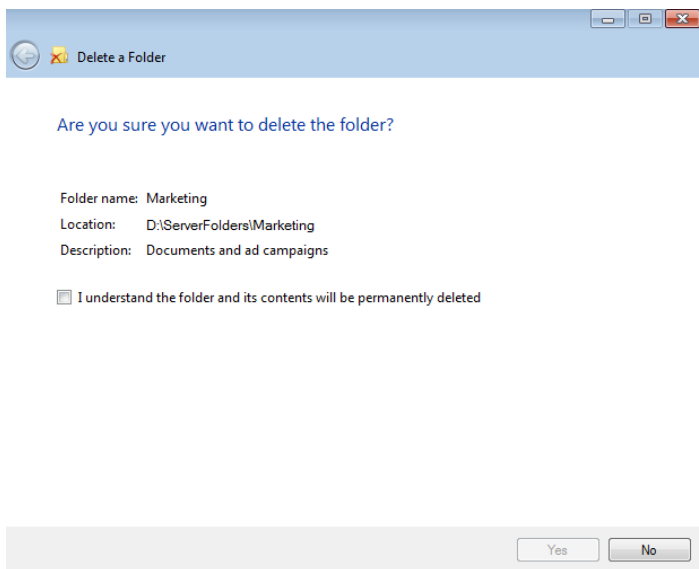 Delete a Folder
Are you sure you want to delete the folder?
Folder name: Marketing
Location: D:\ServerFolders\Marketing
Description: Documents and ad campaigns
I understand the folder and its contents will be permanently deleted
Yes No